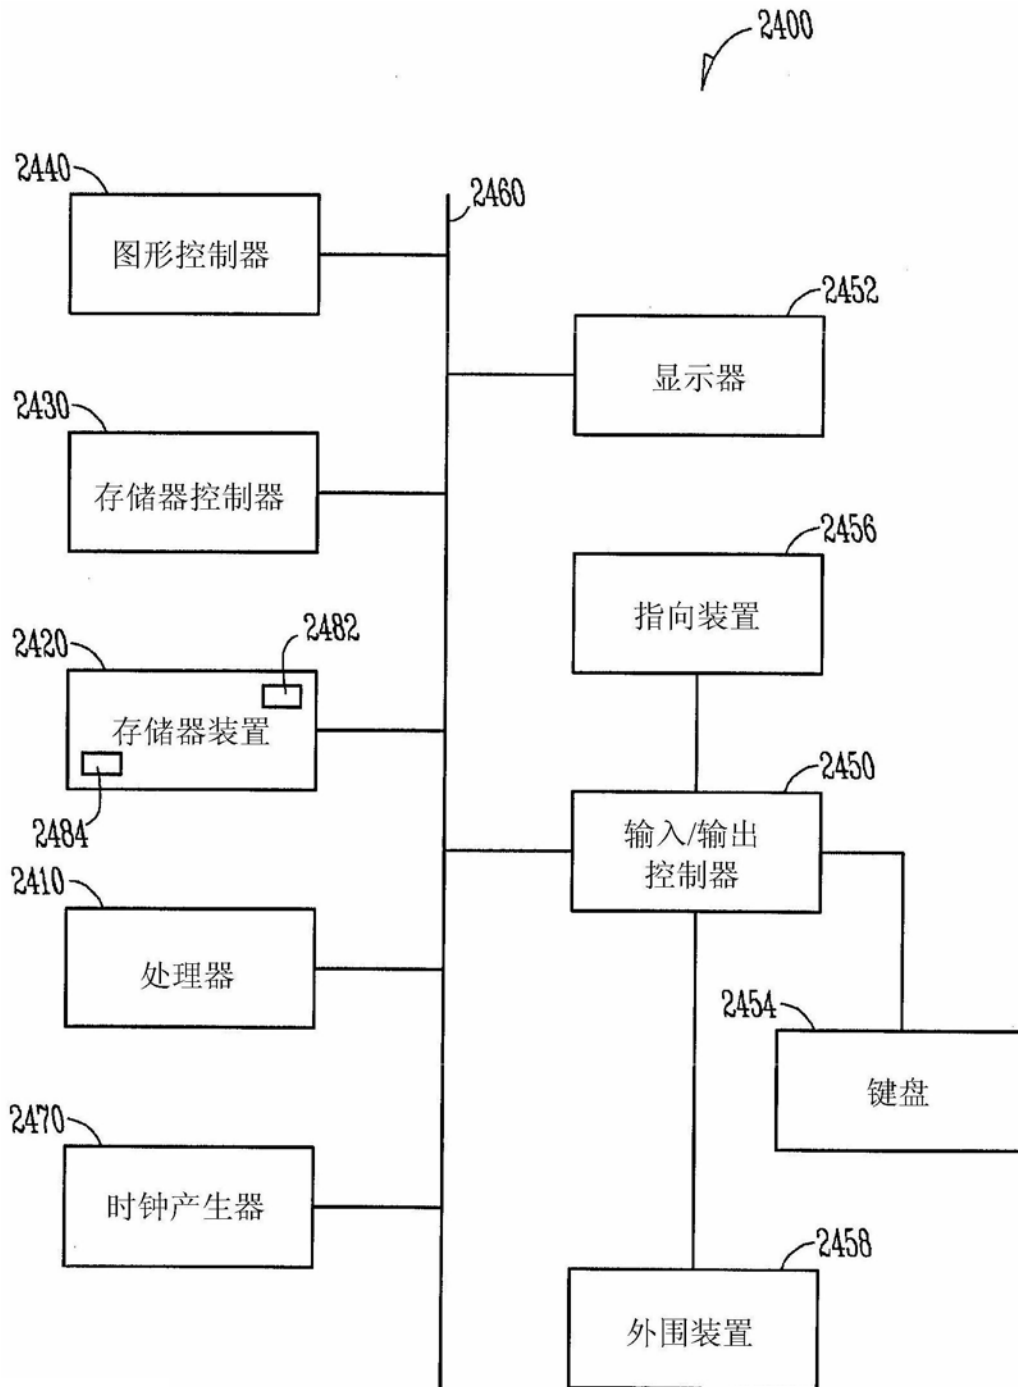 2400
2440
2460
图形控制器
2452
显示器
2430
存储器控制器
2456
指向装置
2420
2482
存储器装置
2484
2450
输入/输出
控制器
2410
处理器
2454
键盘
2470
时钟产生器
2458
外围装置